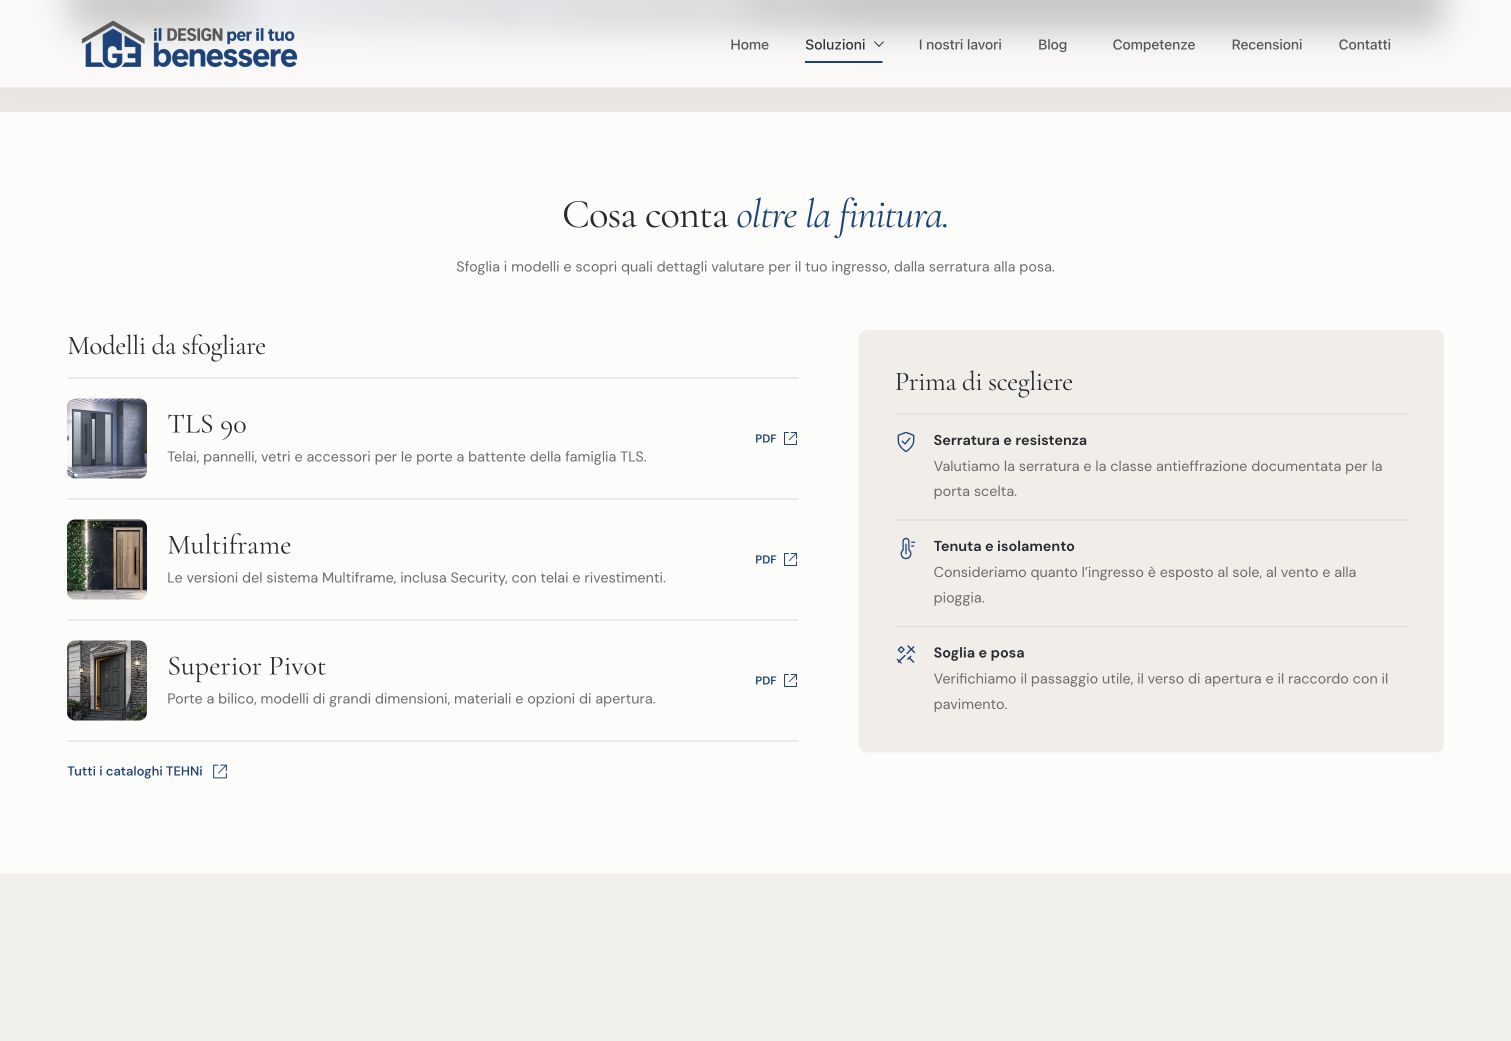 LGE il DESIGN per il tuo
benessere
Home Soluzioni I nostri lavori Blog Competenze Recensioni Contatti
Cosa conta oltre la finitura.
Sfoglia i modelli e scopri quali dettagli valutare per il tuo ingresso, dalla serratura alla posa.
Modelli da sfogliare
TLS 90
Telai, pannelli, vetri e accessori per le porte a battente della famiglia TLS.
PDF
Multiframe
Le versioni del sistema Multiframe, inclusa Security, con telai e rivestimenti.
PDF
Superior Pivot
Porte a bilico, modelli di grandi dimensioni, materiali e opzioni di apertura.
PDF
Tutti i cataloghi TEHNi
Prima di scegliere
Serratura e resistenza
Valutiamo la serratura e la classe antieffrazione documentata per la
porta scelta.
Tenuta e isolamento
Consideriamo quanto l’ingresso è esposto al sole, al vento e alla
pioggia.
Soglia e posa
Verifichiamo il passaggio utile, il verso di apertura e il raccordo con il
pavimento.